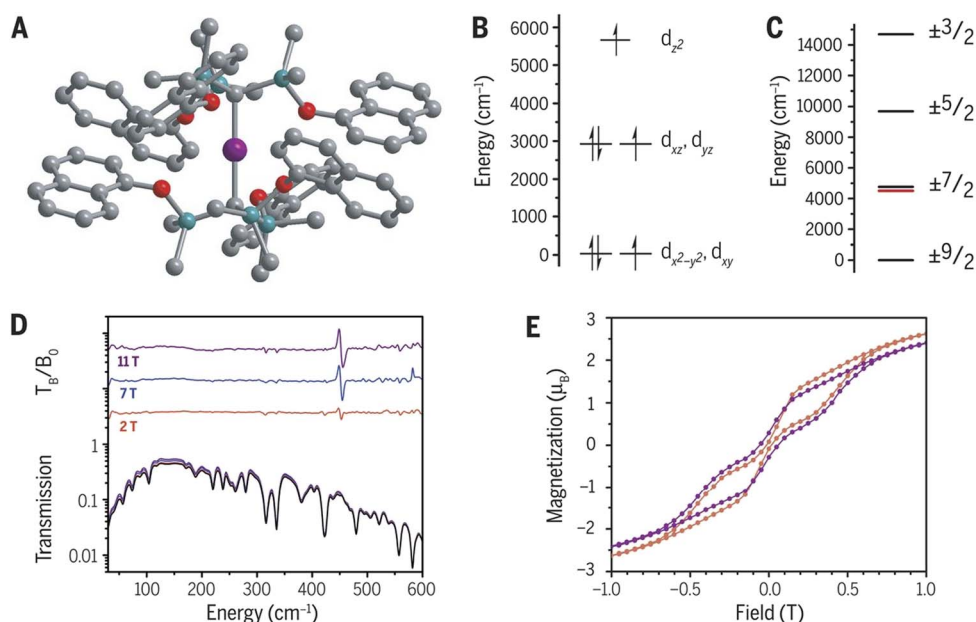 A
B
Energy (cm⁻¹)
6000
5000
4000
3000
2000
1000
0
d_z²
d_xz, d_yz
d_x²−y², d_xy
C
Energy (cm⁻¹)
14000
12000
10000
8000
6000
4000
2000
0
±3/2
±5/2
±7/2
±9/2
D
T_B/B_0
11 T
7 T
2 T
Transmission
1
0.1
0.01
100 200 300 400 500 600
Energy (cm⁻¹)
E
Magnetization (μ_B)
3
2
1
0
−1
−2
−3
−1.0 −0.5 0.0 0.5 1.0
Field (T)